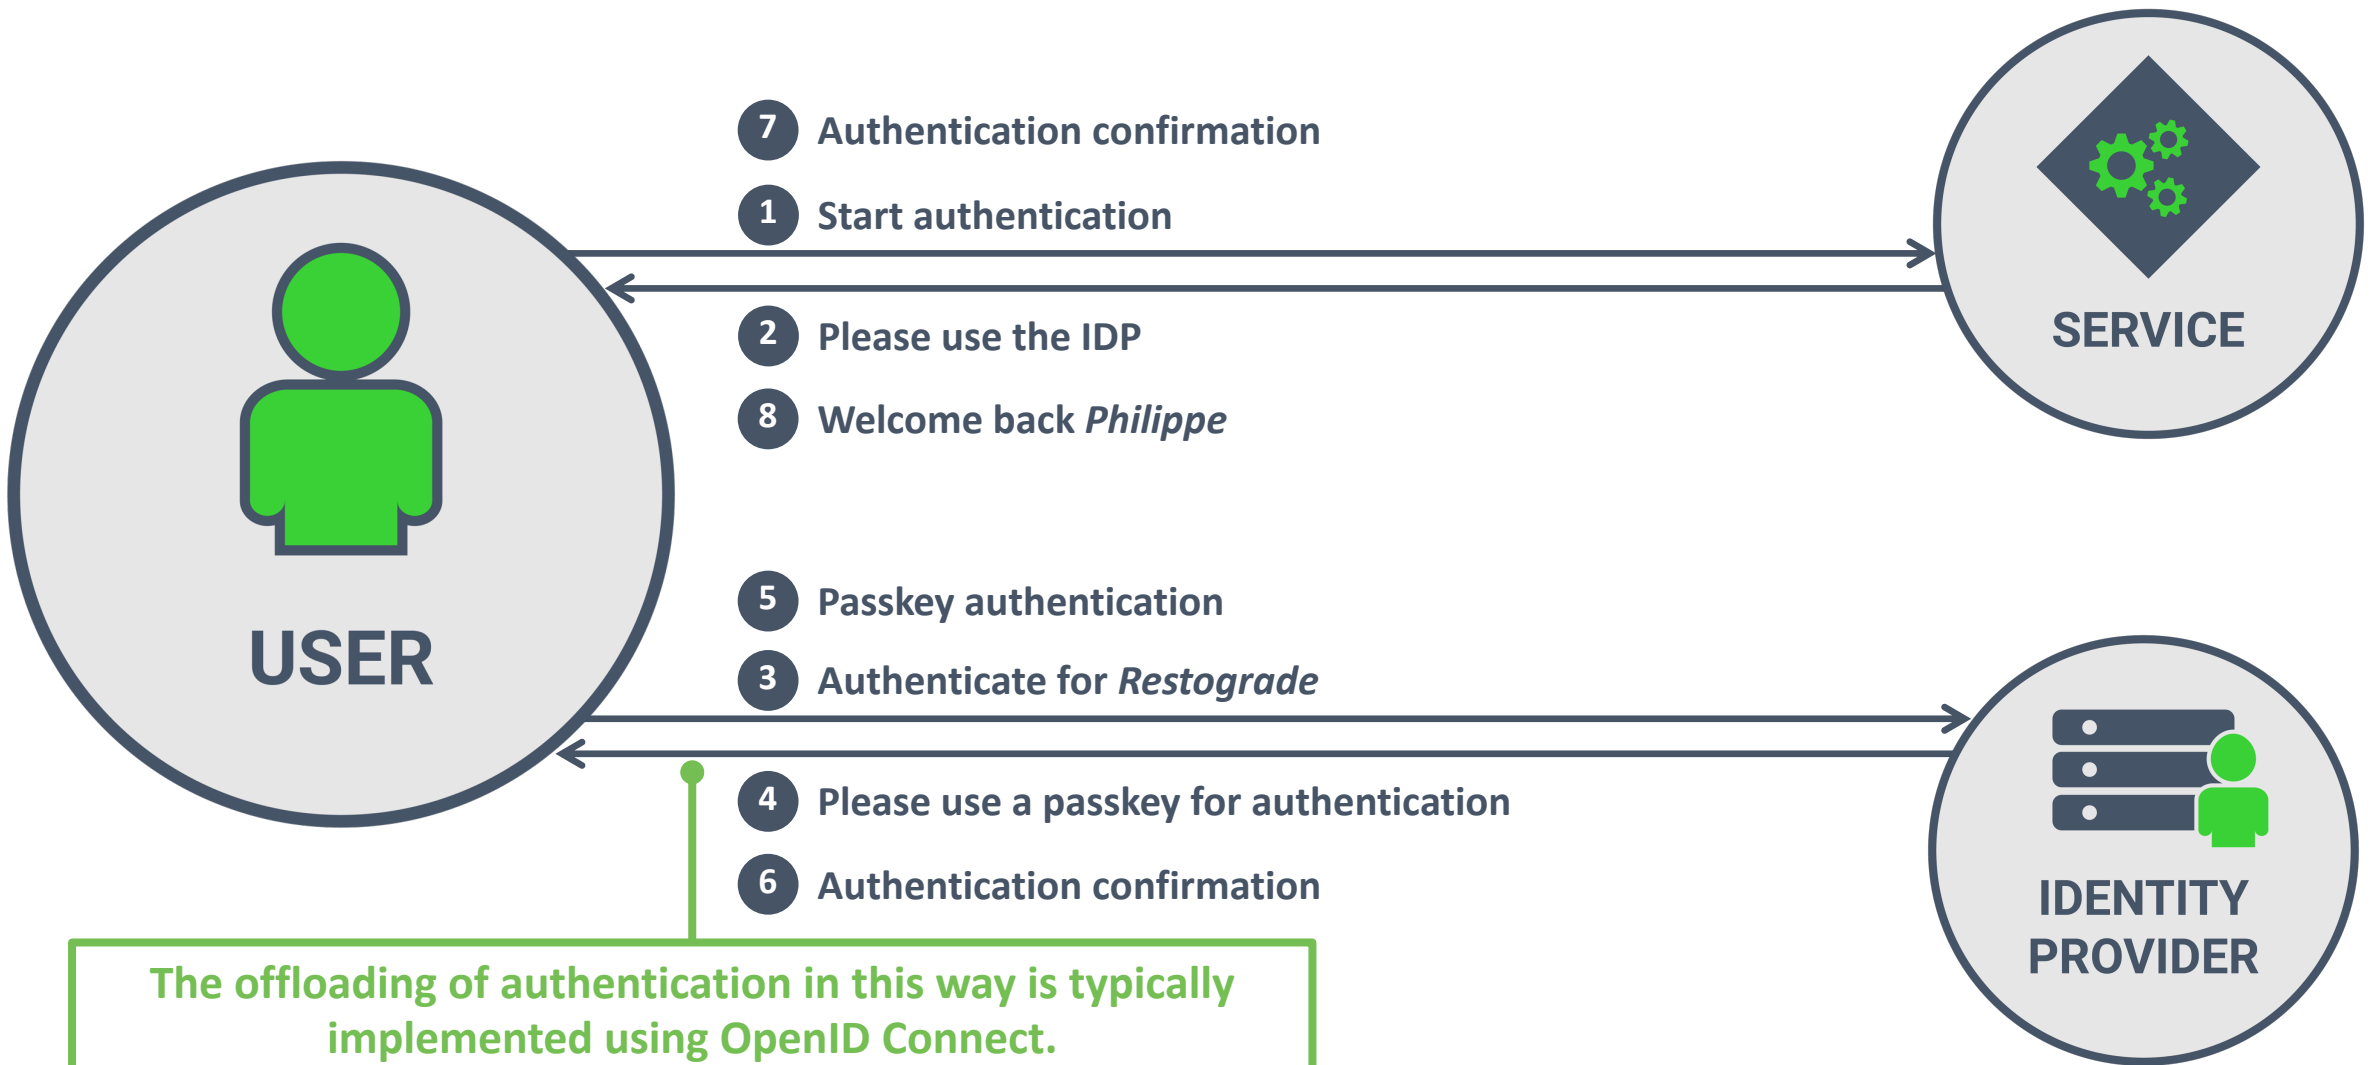 7 Authentication confirmation
1 Start authentication
2 Please use the IDP
8 Welcome back Philippe
SERVICE
USER
5 Passkey authentication
3 Authenticate for Restograde
4 Please use a passkey for authentication
6 Authentication confirmation
IDENTITY
PROVIDER
The offloading of authentication in this way is typically
implemented using OpenID Connect.